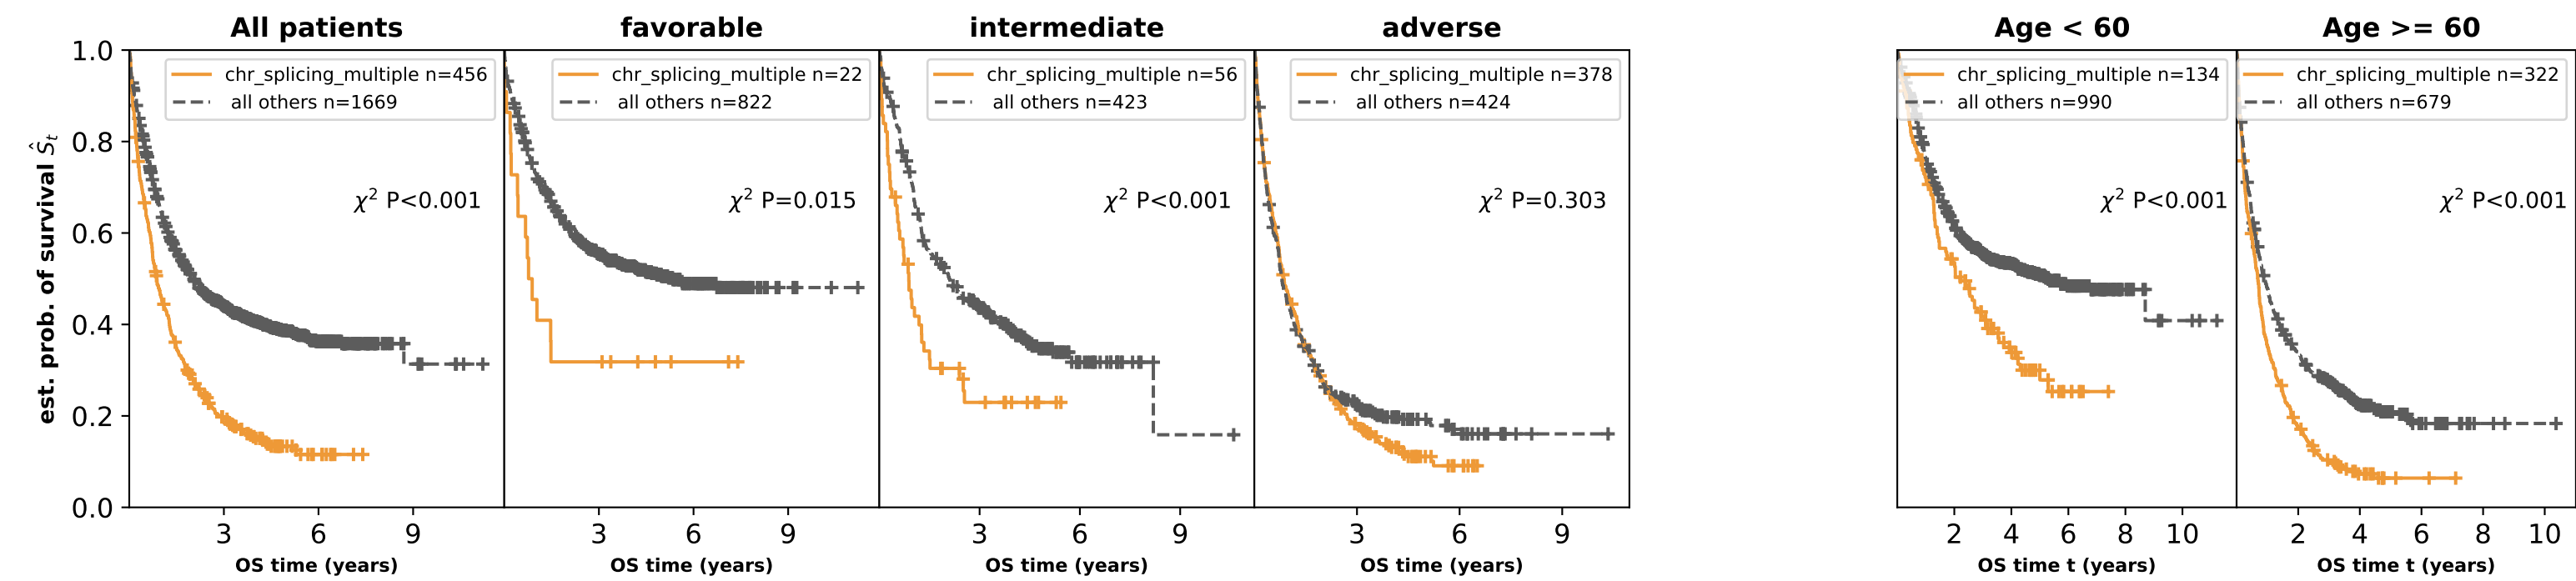 All patients
favorable
intermediate
adverse
Age < 60
Age >= 60
est. prob. of survival Ŝt
1.0
0.8
0.6
0.4
0.2
0.0
chr_splicing_multiple n=456
all others n=1669
χ² P<0.001
3 6 9
OS time (years)
chr_splicing_multiple n=22
all others n=822
χ² P=0.015
3 6 9
OS time (years)
chr_splicing_multiple n=56
all others n=423
χ² P<0.001
3 6 9
OS time (years)
chr_splicing_multiple n=378
all others n=424
χ² P=0.303
3 6 9
OS time (years)
chr_splicing_multiple n=134
all others n=990
χ² P<0.001
2 4 6 8 10
OS time t (years)
chr_splicing_multiple n=322
all others n=679
χ² P<0.001
2 4 6 8 10
OS time t (years)